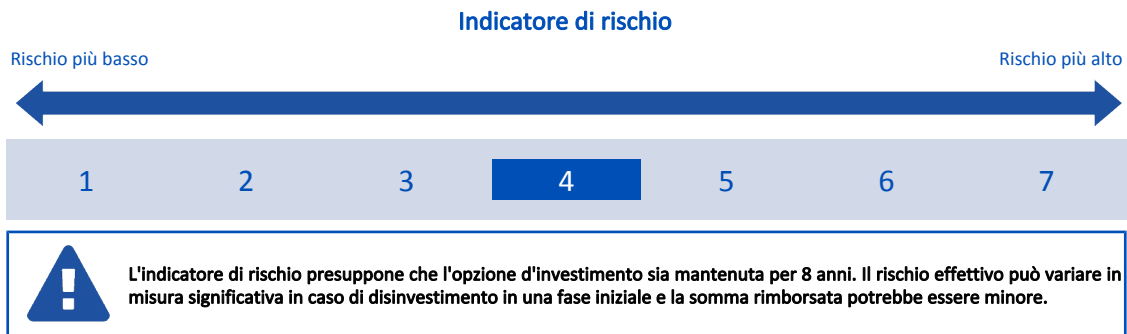 Indicatore di rischio
Rischio più basso
Rischio più alto
1 2 3 4 5 6 7
L'indicatore di rischio presuppone che l'opzione d'investimento sia mantenuta per 8 anni. Il rischio effettivo può variare in
misura significativa in caso di disinvestimento in una fase iniziale e la somma rimborsata potrebbe essere minore.